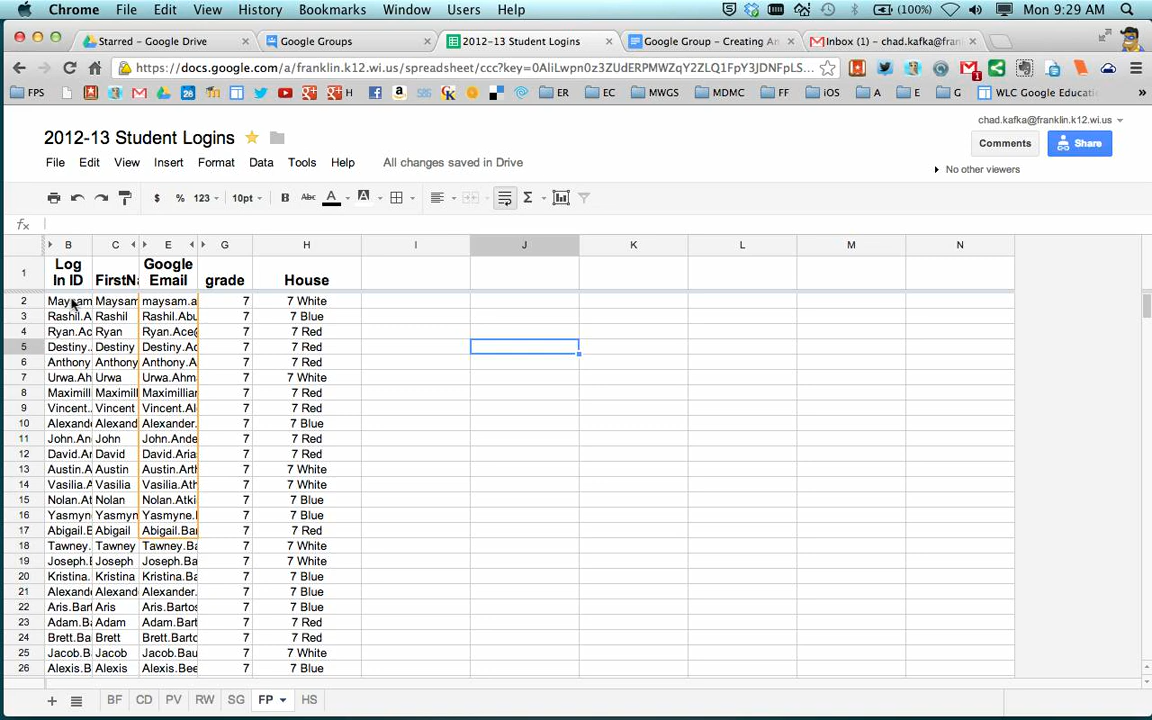 Chrome File Edit View History Bookmarks Window Users Help (100%) Mon 9:29 AM
Starred – Google Drive Google Groups 2012-13 Student Logins Google Group – Creating An Inbox (1) – chad.kafka@fran
https://docs.google.com/a/franklin.k12.wi.us/spreadsheet/ccc?key=0AliLwpn0z3ZUdERPMWZqY2ZLQ1FpY3JDNFpLS...
FPS H ER EC MWGS MDMC FF iOS A E G WLC Google Educati
chad.kafka@franklin.k12.wi.us
2012-13 Student Logins
Comments Share
File Edit View Insert Format Data Tools Help All changes saved in Drive
No other viewers
$ % 123 10pt B Abc A A Σ
fx
B C E G H I J K L M N
1 Log In ID FirstNa Google Email grade House
2 Maysam Maysam maysam.a 7 7 White
3 Rashil.A Rashil Rashil.Abu 7 7 Blue
4 Ryan.Ac Ryan Ryan.Ace@ 7 7 Red
5 Destiny. Destiny Destiny.Ac 7 7 Red
6 Anthony Anthony Anthony.A 7 7 Red
7 Urwa.Ah Urwa Urwa.Ahm 7 7 White
8 Maximill Maximill Maximillian 7 7 Red
9 Vincent. Vincent Vincent.Al 7 7 Red
10 Alexand Alexand Alexander. 7 7 Blue
11 John.An John John.Ande 7 7 Red
12 David.Ar David David.Aria 7 7 Red
13 Austin.A Austin Austin.Art 7 7 White
14 Vasilia.A Vasilia Vasilia.Ath 7 7 White
15 Nolan.At Nolan Nolan.Atki 7 7 Blue
16 Yasmyne Yasmyn Yasmyne. 7 7 Blue
17 Abigail.B Abigail Abigail.Bar 7 7 Red
18 Tawney. Tawney Tawney.Ba 7 7 White
19 Joseph.B Joseph Joseph.Ba 7 7 White
20 Kristina. Kristina Kristina.Ba 7 7 Blue
21 Alexand Alexand Alexander. 7 7 Blue
22 Aris.Bart Aris Aris.Bartos 7 7 Blue
23 Adam.Ba Adam Adam.Bart 7 7 Red
24 Brett.Ba Brett Brett.Barto 7 7 Red
25 Jacob.B Jacob Jacob.Bau 7 7 White
26 Alexis.B Alexis Alexis.Bee 7 7 Blue
BF CD PV RW SG FP HS